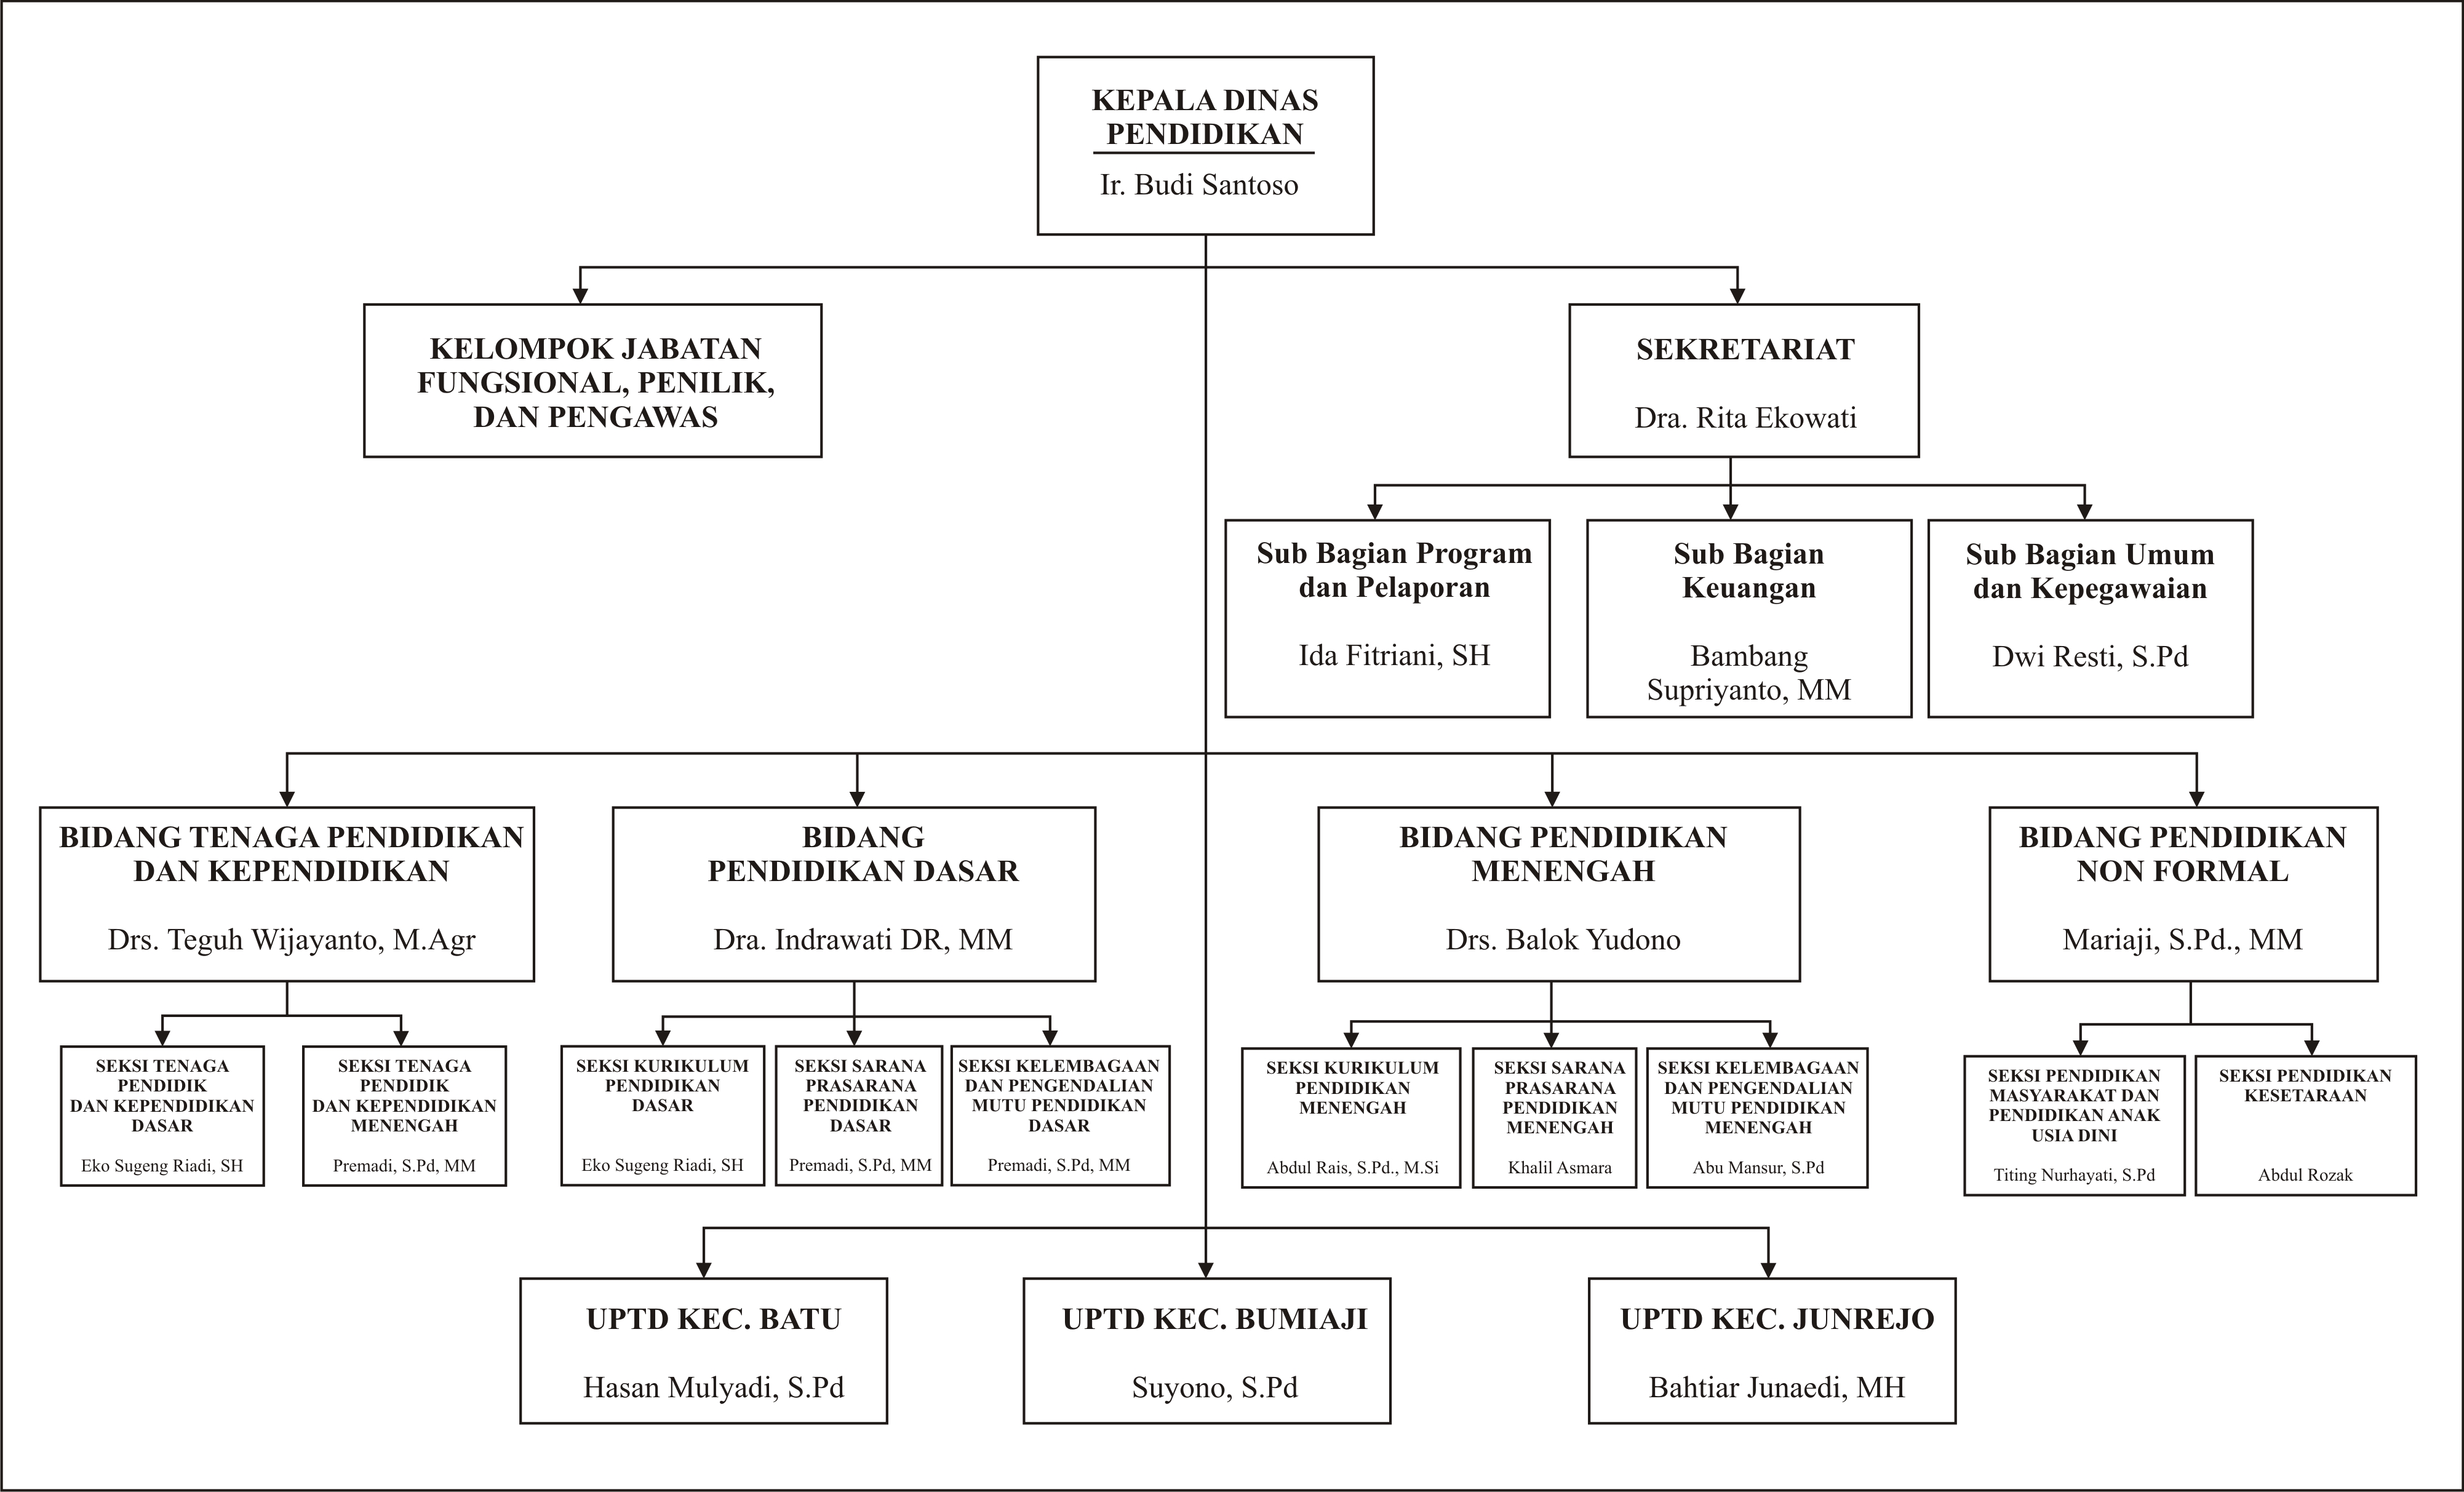 KEPALA DINAS
PENDIDIKAN
Ir. Budi Santoso
KELOMPOK JABATAN
FUNGSIONAL, PENILIK,
DAN PENGAWAS
SEKRETARIAT
Dra. Rita Ekowati
Sub Bagian Program
dan Pelaporan
Ida Fitriani, SH
Sub Bagian
Keuangan
Bambang
Supriyanto, MM
Sub Bagian Umum
dan Kepegawaian
Dwi Resti, S.Pd
BIDANG TENAGA PENDIDIKAN
DAN KEPENDIDIKAN
Drs. Teguh Wijayanto, M.Agr
BIDANG
PENDIDIKAN DASAR
Dra. Indrawati DR, MM
BIDANG PENDIDIKAN
MENENGAH
Drs. Balok Yudono
BIDANG PENDIDIKAN
NON FORMAL
Mariaji, S.Pd., MM
SEKSI TENAGA
PENDIDIK
DAN KEPENDIDIKAN
DASAR
Eko Sugeng Riadi, SH
SEKSI TENAGA
PENDIDIK
DAN KEPENDIDIKAN
MENENGAH
Premadi, S.Pd, MM
SEKSI KURIKULUM
PENDIDIKAN
DASAR
Eko Sugeng Riadi, SH
SEKSI SARANA
PRASARANA
PENDIDIKAN
DASAR
Premadi, S.Pd, MM
SEKSI KELEMBAGAAN
DAN PENGENDALIAN
MUTU PENDIDIKAN
DASAR
Premadi, S.Pd, MM
SEKSI KURIKULUM
PENDIDIKAN
MENENGAH
Abdul Rais, S.Pd., M.Si
SEKSI SARANA
PRASARANA
PENDIDIKAN
MENENGAH
Khalil Asmara
SEKSI KELEMBAGAAN
DAN PENGENDALIAN
MUTU PENDIDIKAN
MENENGAH
Abu Mansur, S.Pd
SEKSI PENDIDIKAN
MASYARAKAT DAN
PENDIDIKAN ANAK
USIA DINI
Titing Nurhayati, S.Pd
SEKSI PENDIDIKAN
KESETARAAN
Abdul Rozak
UPTD KEC. BATU
Hasan Mulyadi, S.Pd
UPTD KEC. BUMIAJI
Suyono, S.Pd
UPTD KEC. JUNREJO
Bahtiar Junaedi, MH